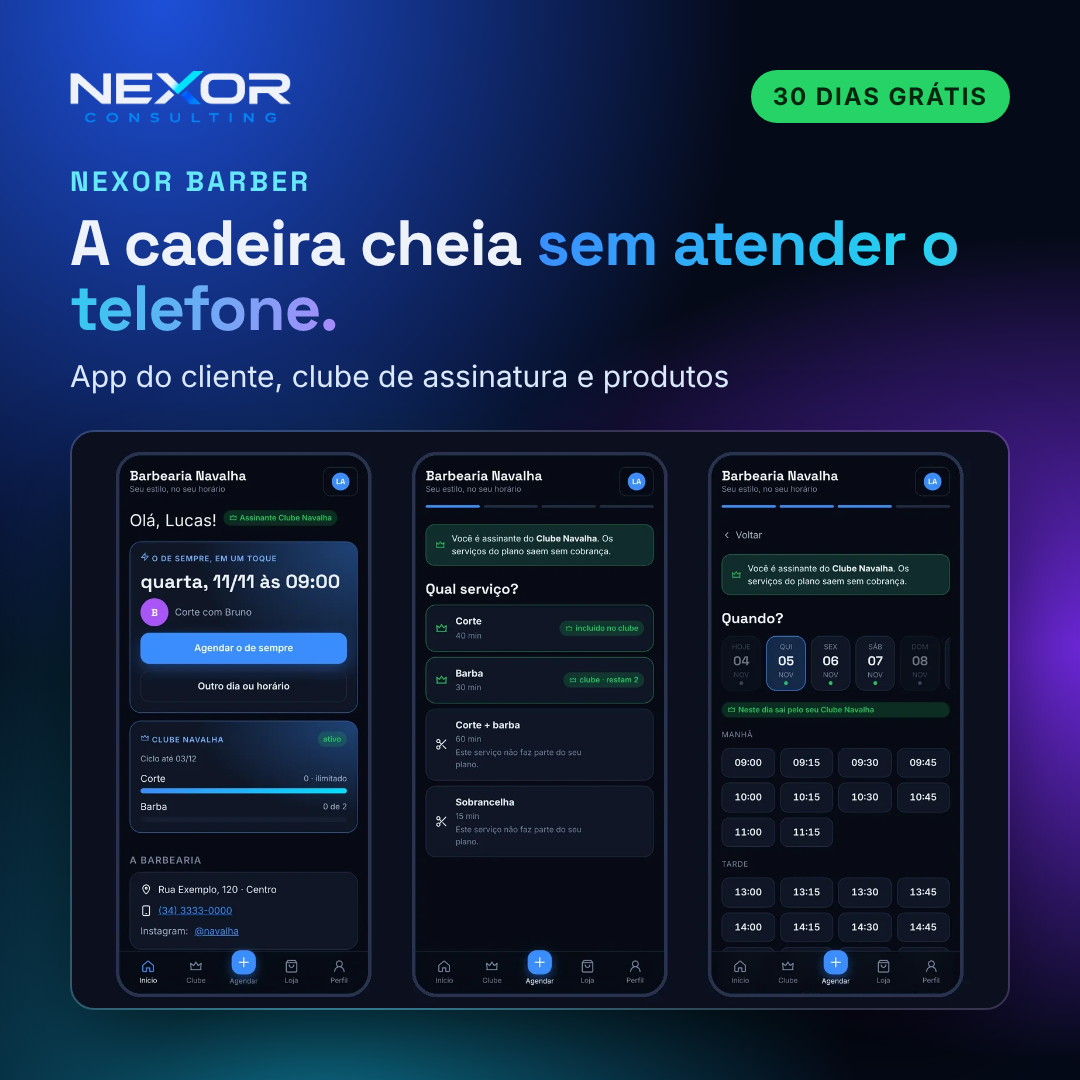 NEXOR
CONSULTING
30 DIAS GRÁTIS
NEXOR BARBER
A cadeira cheia sem atender o
telefone.
App do cliente, clube de assinatura e produtos
Barbearia Navalha
Seu estilo, no seu horário
LA
Olá, Lucas!
Assinante Clube Navalha
O DE SEMPRE, EM UM TOQUE
quarta, 11/11 às 09:00
B
Corte com Bruno
Agendar o de sempre
Outro dia ou horário
CLUBE NAVALHA
ativo
Ciclo até 03/12
Corte
0 · ilimitado
Barba
0 de 2
A BARBEARIA
Rua Exemplo, 120 · Centro
(34) 3333-0000
Instagram: @navalha
Início
Clube
Agendar
Loja
Perfil
Barbearia Navalha
Seu estilo, no seu horário
LA
Você é assinante do Clube Navalha. Os
serviços do plano saem sem cobrança.
Qual serviço?
Corte
40 min
incluído no clube
Barba
30 min
clube · restam 2
Corte + barba
60 min
Este serviço não faz parte do seu
plano.
Sobrancelha
15 min
Este serviço não faz parte do seu
plano.
Início
Clube
Agendar
Loja
Perfil
Barbearia Navalha
Seu estilo, no seu horário
LA
Voltar
Você é assinante do Clube Navalha. Os
serviços do plano saem sem cobrança.
Quando?
HOJE
04
NOV
QUI
05
NOV
SEX
06
NOV
SÁB
07
NOV
DOM
08
NOV
Neste dia sai pelo seu Clube Navalha
MANHÃ
09:00 09:15 09:30 09:45
10:00 10:15 10:30 10:45
11:00 11:15
TARDE
13:00 13:15 13:30 13:45
14:00 14:15 14:30 14:45
Início
Clube
Agendar
Loja
Perfil